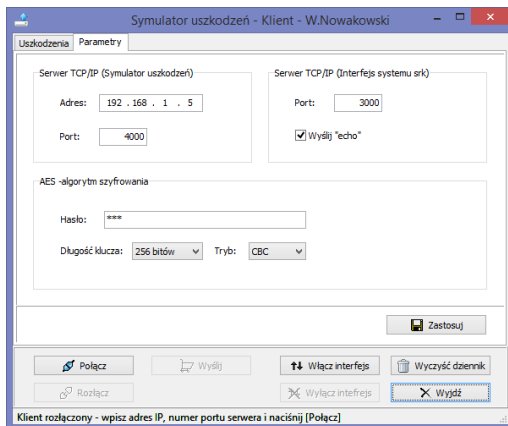 Symulator uszkodzeń - Klient - W.Nowakowski
Uszkodzenia Parametry
Serwer TCP/IP (Symulator uszkodzeń) Serwer TCP/IP (Interfejs systemu srk)
Adres: 192 . 168 . 1 . 5 Port: 3000
Port: 4000 Wyślij "echo"
AES -algorytm szyfrowania
Hasło: ***
Długość klucza: 256 bitów Tryb: CBC
Zastosuj
Połącz Wyślij Włącz interfejs Wyczyść dziennik
Rozłącz Wyłącz intefrejs Wyjdź
Klient rozłączony - wpisz adres IP, numer portu serwera i naciśnij [Połącz]